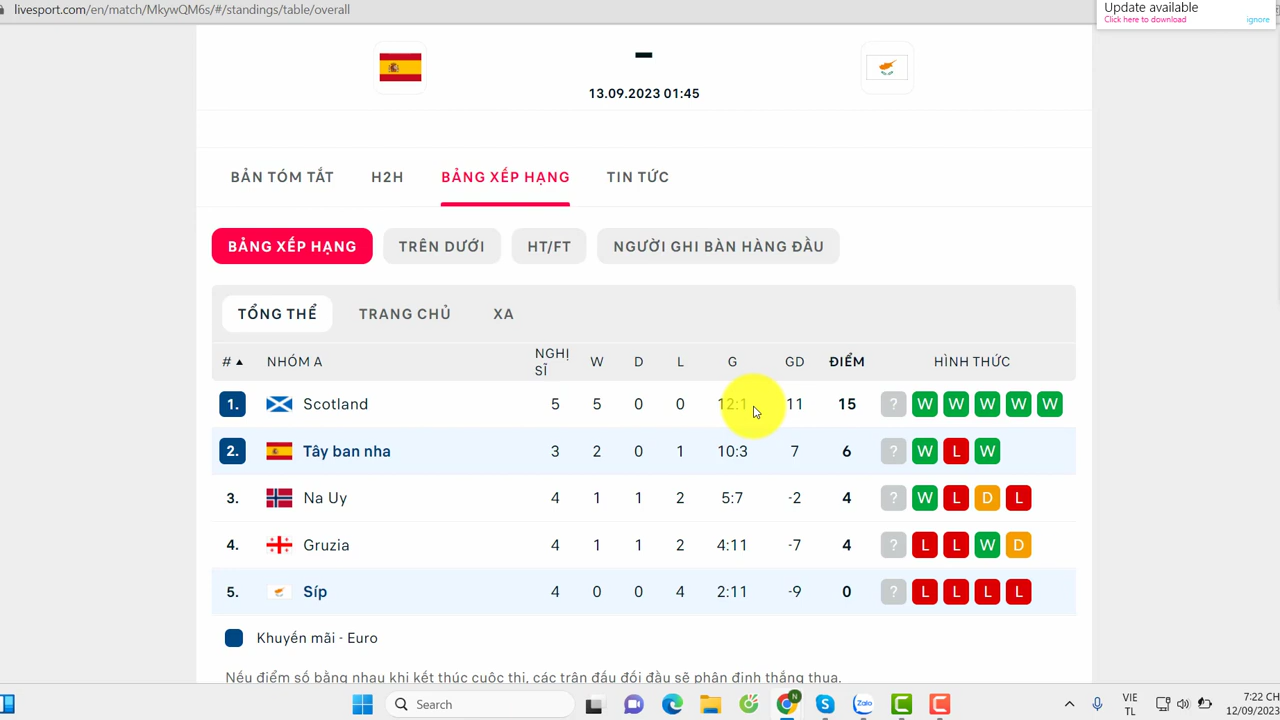 livesport.com/en/match/MkywQM6s/#/standings/table/overall
Update available
Click here to download ignore
-
13.09.2023 01:45
BẢN TÓM TẮT H2H BẢNG XẾP HẠNG TIN TỨC
BẢNG XẾP HẠNG TRÊN DƯỚI HT/FT NGƯỜI GHI BÀN HÀNG ĐẦU
TỔNG THỂ TRANG CHỦ XA
# NHÓM A NGHỊ SĨ W D L G GD ĐIỂM HÌNH THỨC
1. Scotland 5 5 0 0 12:1 11 15 ? W W W W W
2. Tây ban nha 3 2 0 1 10:3 7 6 ? W L W
3. Na Uy 4 1 1 2 5:7 -2 4 ? W L D L
4. Gruzia 4 1 1 2 4:11 -7 4 ? L L W D
5. Síp 4 0 0 4 2:11 -9 0 ? L L L L
Khuyến mãi - Euro
Nếu điểm số bằng nhau khi kết thúc cuộc thi, các trận đấu đối đầu sẽ phân định thắng thua.
Search
VIE
TL
7:22 CH
12/09/2023
N
Zalo